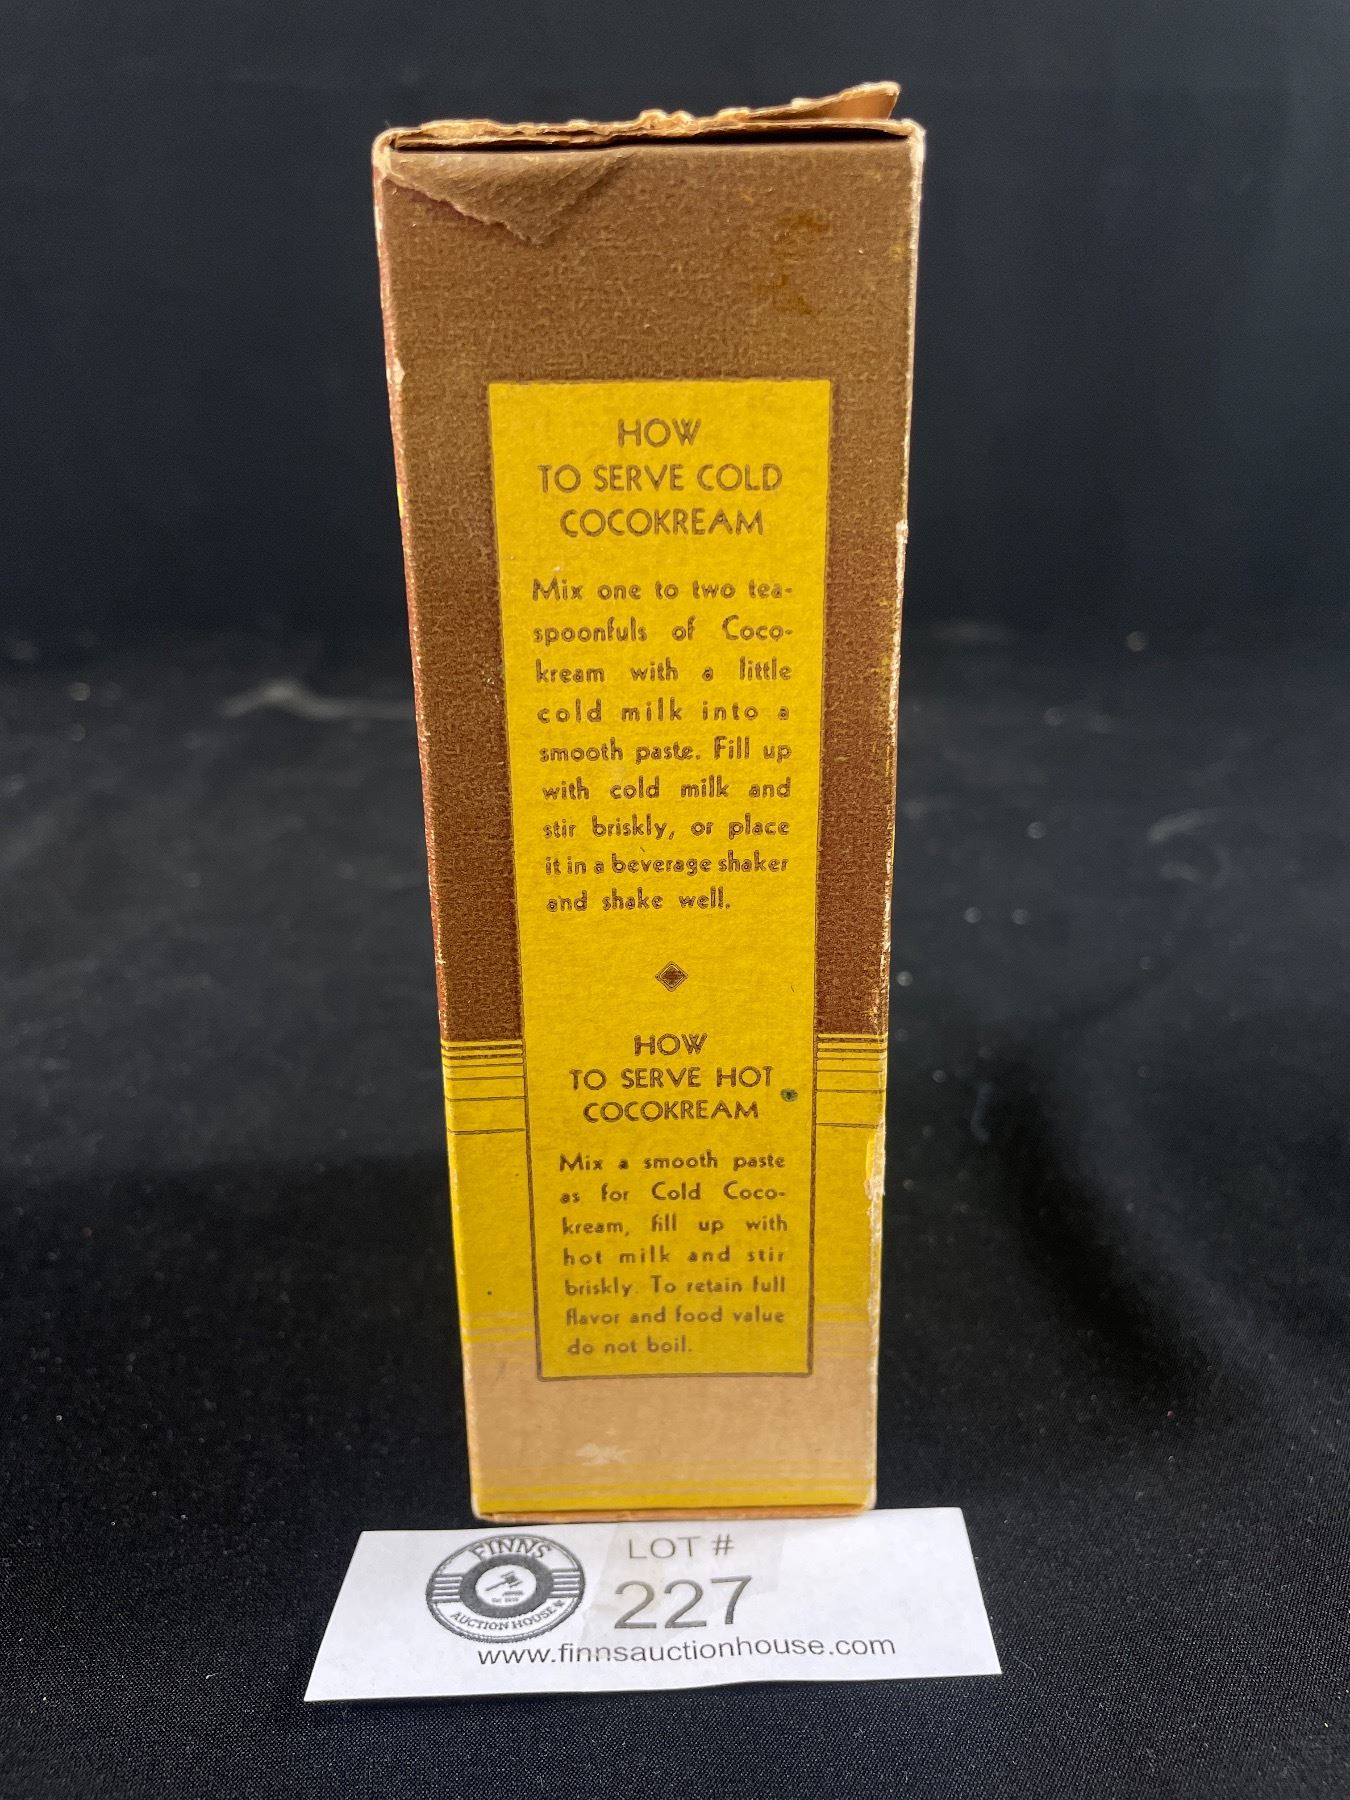 HOW
TO SERVE COLD
COCOKREAM
Mix one to two tea-
spoonfuls of Coco-
kream with a little
cold milk into a
smooth paste. Fill up
with cold milk and
stir briskly, or place
it in a beverage shaker
and shake well.
HOW
TO SERVE HOT
COCOKREAM
Mix a smooth paste
as for Cold Coco-
kream, fill up with
hot milk and stir
briskly. To retain full
flavor and food value
do not boil.
FINNS
AUCTION HOUSE
LOT #
227
www.finnsauctionhouse.com